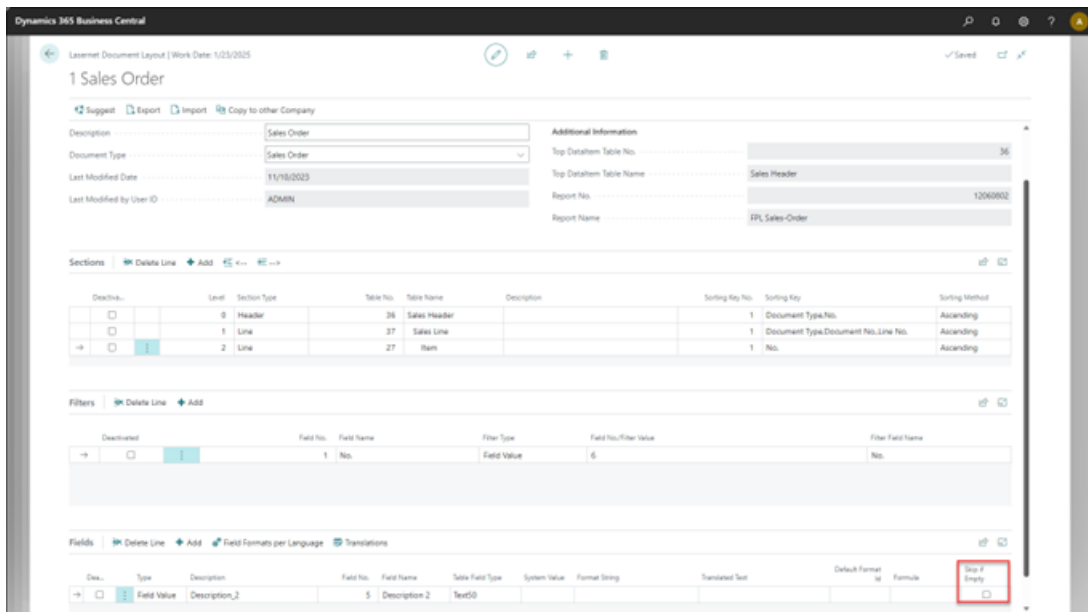 Dynamics 365 Business Central
Lasernet Document Layout | Work Date: 1/23/2025
Saved
1 Sales Order
Suggest Export Import Copy to other Company
Description Sales Order
Additional Information
Document Type Sales Order
Top DataItem Table No. 36
Last Modified Date 11/10/2023
Top DataItem Table Name Sales Header
Last Modified by User ID ADMIN
Report No. 12060802
Report Name FPL Sales-Order
Sections Delete Line Add <-- -->
Deactiva... Level Section Type Table No. Table Name Description Sorting Key No. Sorting Key Sorting Method
0 Header 36 Sales Header 1 Document Type,No. Ascending
1 Line 37 Sales Line 1 Document Type,Document No.,Line No. Ascending
2 Line 27 Item 1 No. Ascending
Filters Delete Line Add
Deactivated Field No. Field Name Filter Type Field No./Filter Value Filter Field Name
1 No. Field Value 6 No.
Fields Delete Line Add Field Formats per Language Translations
Dea... Type Description Field No. Field Name Table Field Type System Value Format String Translated Text Default Format Id Formula Skip if Empty
Field Value Description_2 5 Description 2 Text50